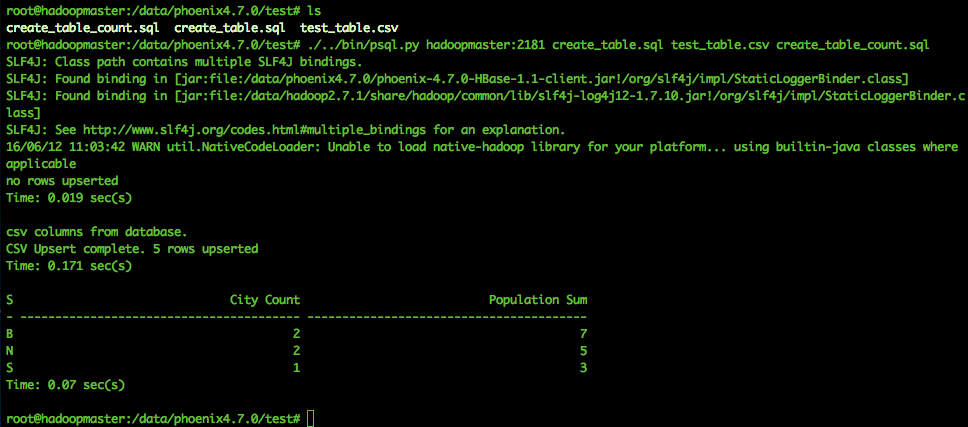 root@hadoopmaster:/data/phoenix4.7.0/test# ls
create_table_count.sql  create_table.sql  test_table.csv
root@hadoopmaster:/data/phoenix4.7.0/test# ./../bin/psql.py hadoopmaster:2181 create_table.sql test_table.csv create_table_count.sql
SLF4J: Class path contains multiple SLF4J bindings.
SLF4J: Found binding in [jar:file:/data/phoenix4.7.0/phoenix-4.7.0-HBase-1.1-client.jar!/org/slf4j/impl/StaticLoggerBinder.class]
SLF4J: Found binding in [jar:file:/data/hadoop2.7.1/share/hadoop/common/lib/slf4j-log4j12-1.7.10.jar!/org/slf4j/impl/StaticLoggerBinder.c
lass]
SLF4J: See http://www.slf4j.org/codes.html#multiple_bindings for an explanation.
16/06/12 11:03:42 WARN util.NativeCodeLoader: Unable to load native-hadoop library for your platform... using builtin-java classes where
applicable
no rows upserted
Time: 0.019 sec(s)
csv columns from database.
CSV Upsert complete. 5 rows upserted
Time: 0.171 sec(s)
S                               City Count                           Population Sum
- ---------------------------------------- ----------------------------------------
B                                        2                                        7
N                                        2                                        5
S                                        1                                        3
Time: 0.07 sec(s)
root@hadoopmaster:/data/phoenix4.7.0/test#